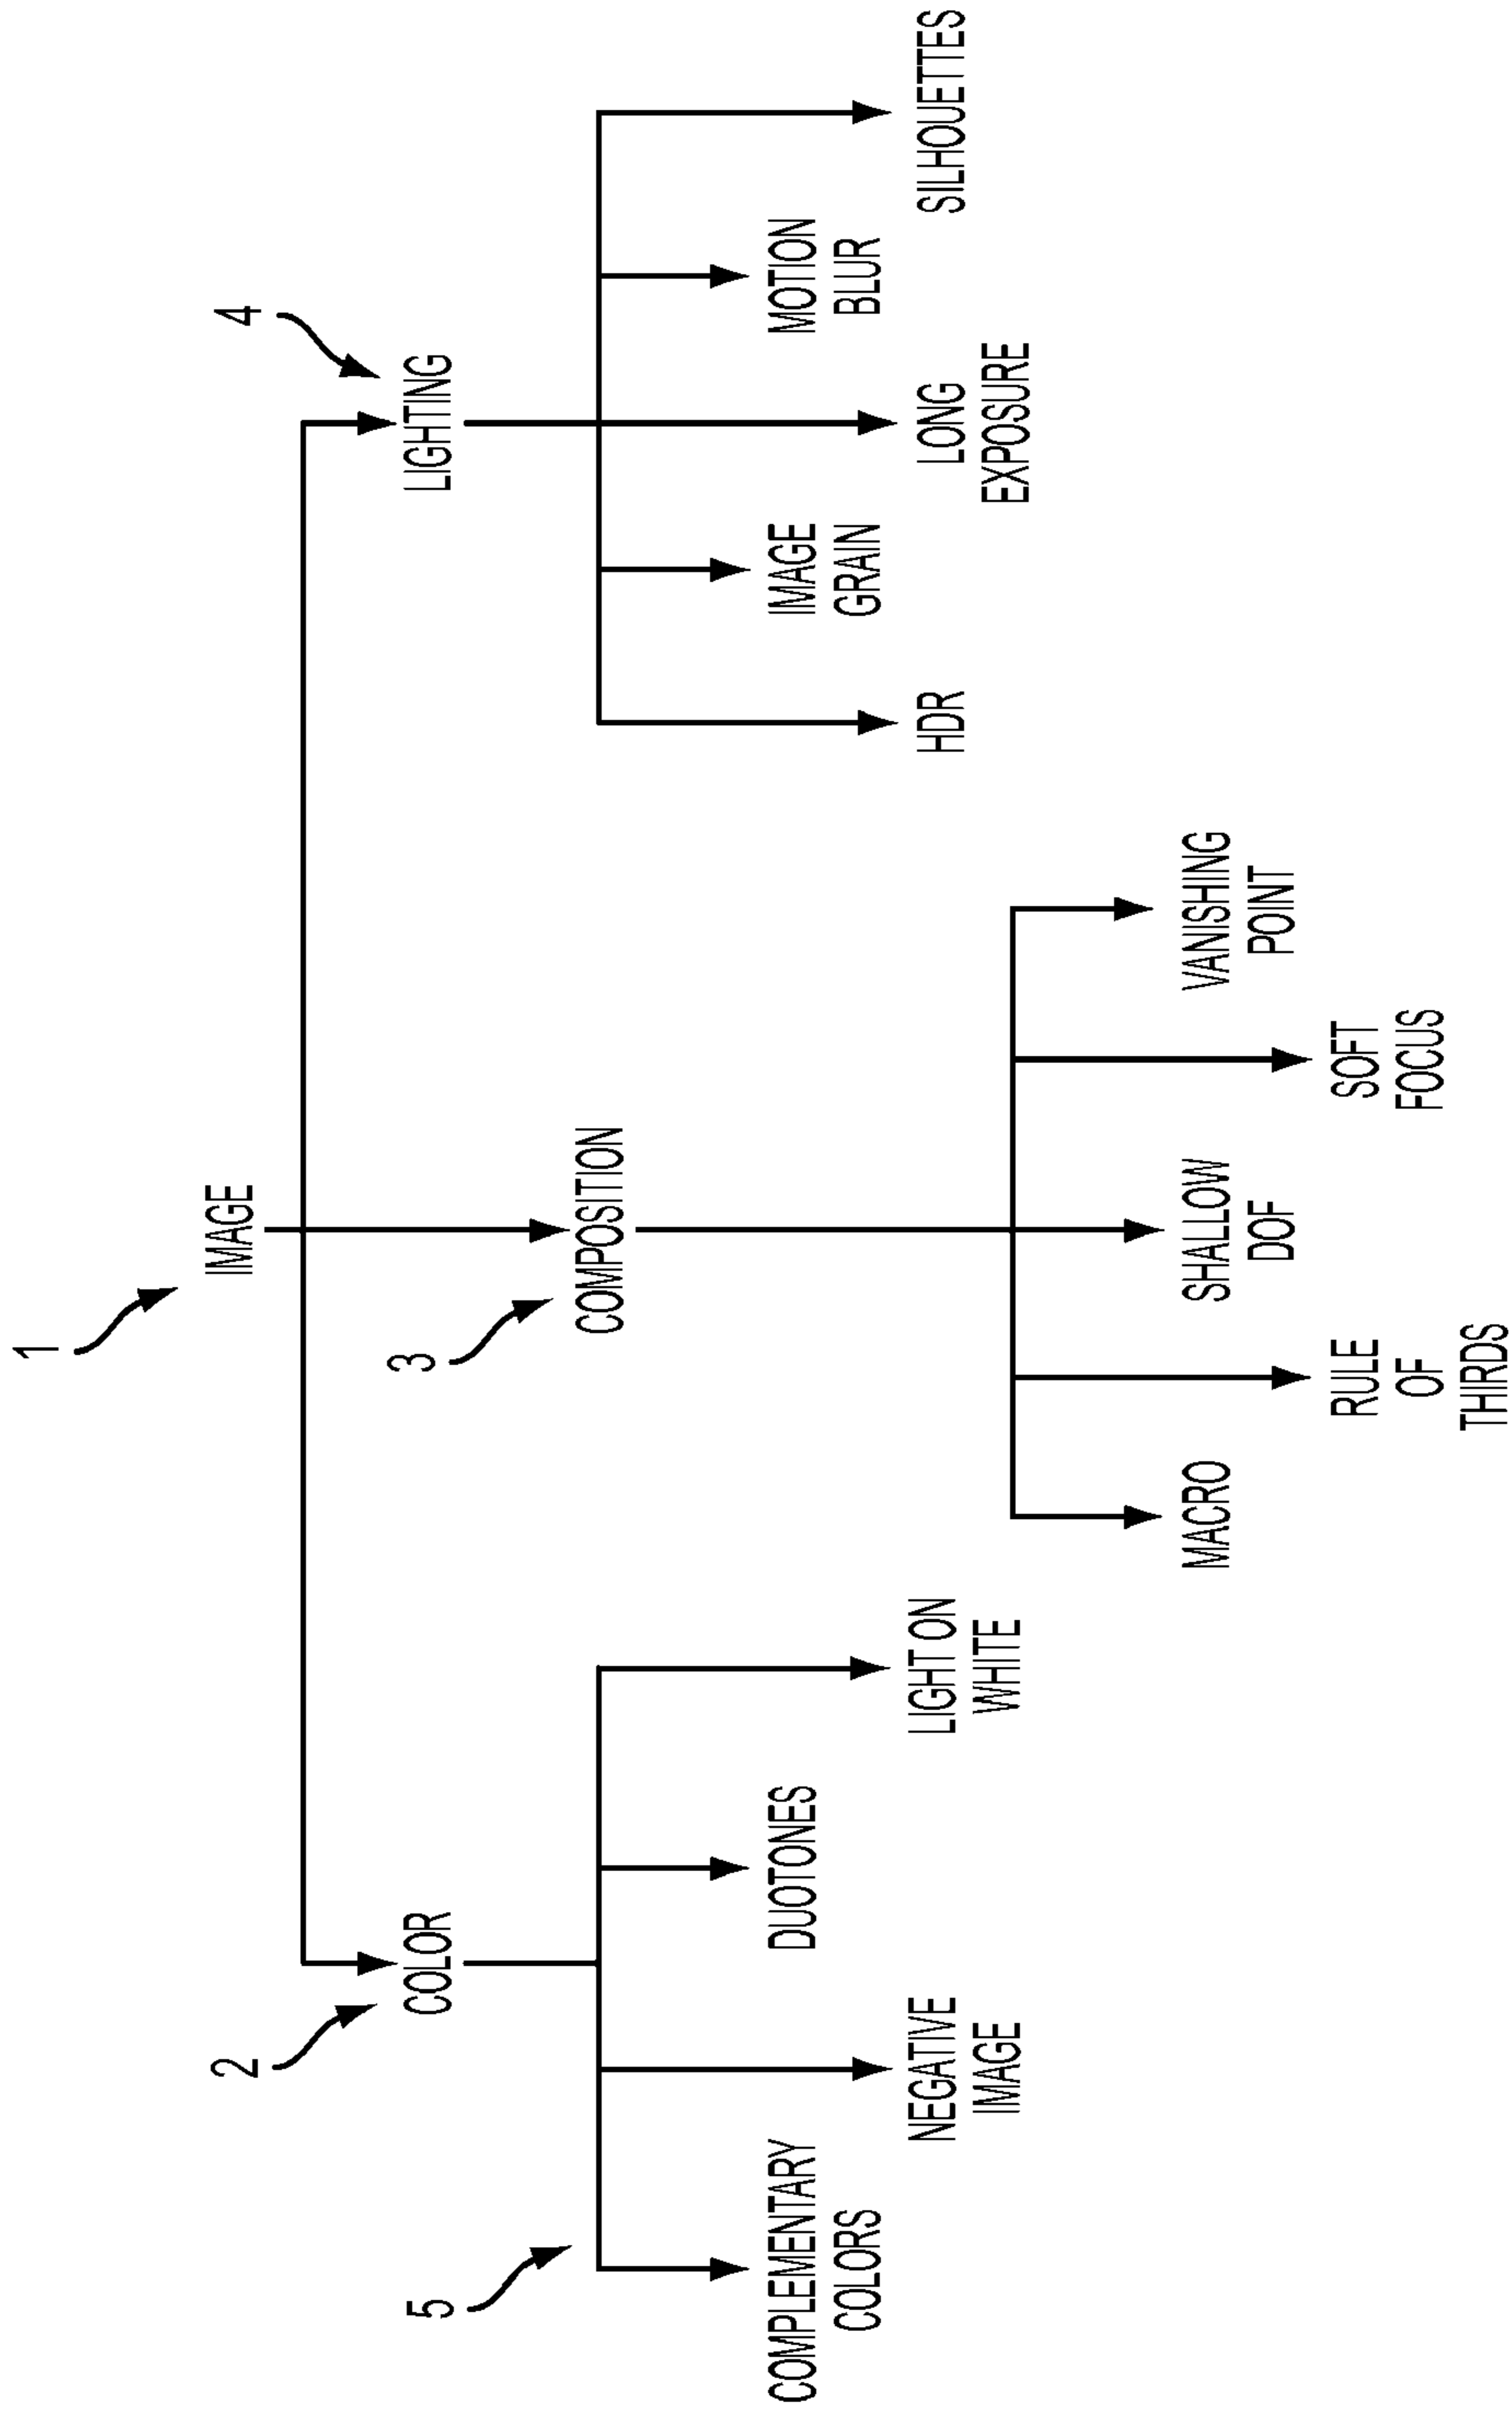 1
IMAGE
2
COLOR
3
COMPOSITION
4
LIGHTING
5
COMPLEMENTARY
COLORS
NEGATIVE
IMAGE
DUOTONES
LIGHT ON
WHITE
MACRO
RULE
OF
THIRDS
SHALLOW
DOF
SOFT
FOCUS
VANISHING
POINT
HDR
IMAGE
GRAIN
LONG
EXPOSURE
MOTION
BLUR
SILHOUETTES